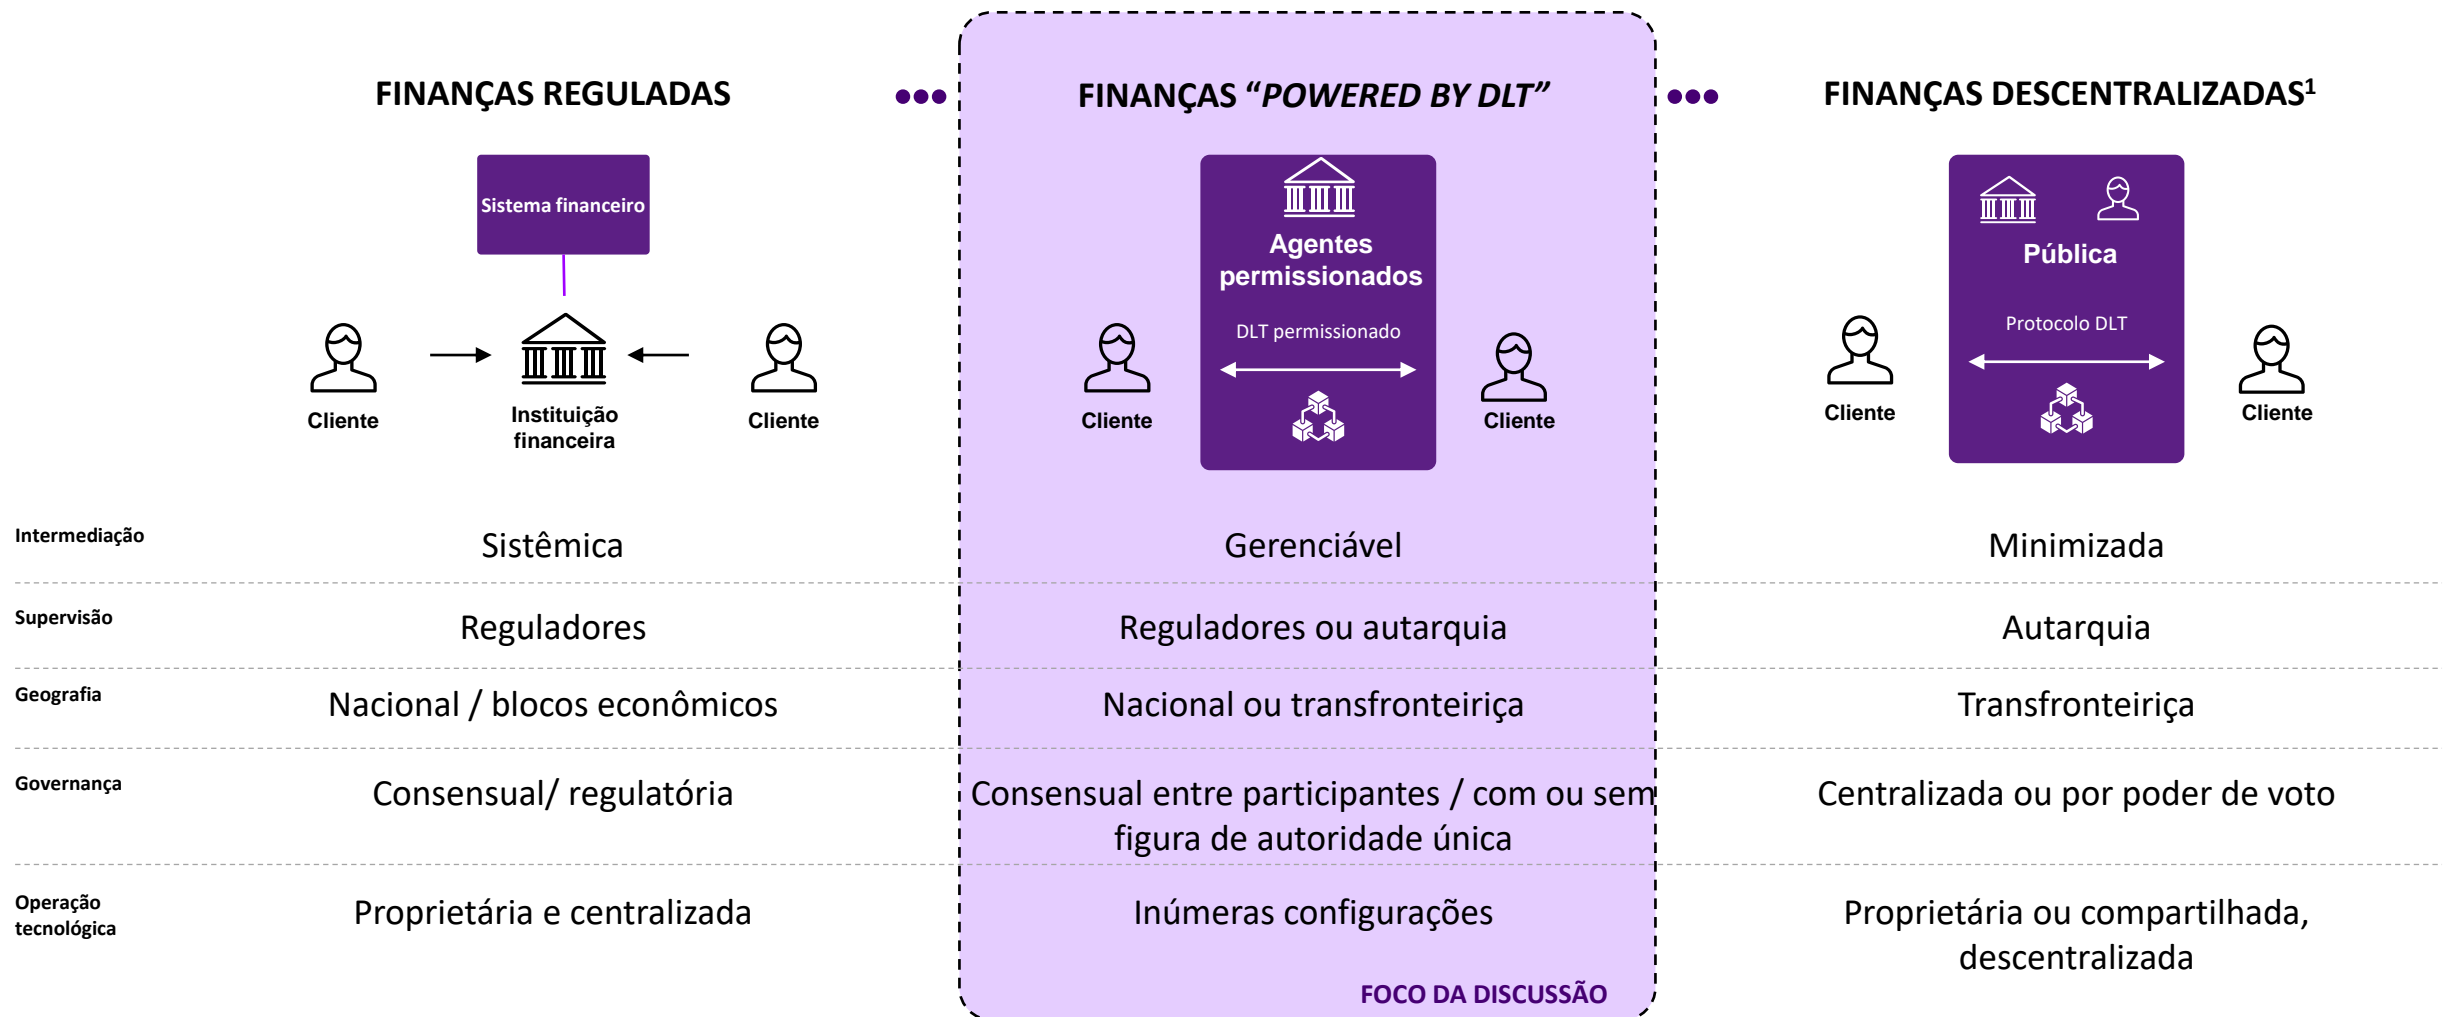 FINANÇAS REGULADAS
FINANÇAS “POWERED BY DLT”
FINANÇAS DESCENTRALIZADAS¹
Sistema financeiro
Cliente
Instituição
financeira
Cliente
Agentes
permissionados
DLT permissionado
Cliente
Cliente
Pública
Protocolo DLT
Cliente
Cliente
Intermediação
Sistêmica
Gerenciável
Minimizada
Supervisão
Reguladores
Reguladores ou autarquia
Autarquia
Geografia
Nacional / blocos econômicos
Nacional ou transfronteiriça
Transfronteiriça
Governança
Consensual/ regulatória
Consensual entre participantes / com ou sem
figura de autoridade única
Centralizada ou por poder de voto
Operação
tecnológica
Proprietária e centralizada
Inúmeras configurações
Proprietária ou compartilhada,
descentralizada
FOCO DA DISCUSSÃO